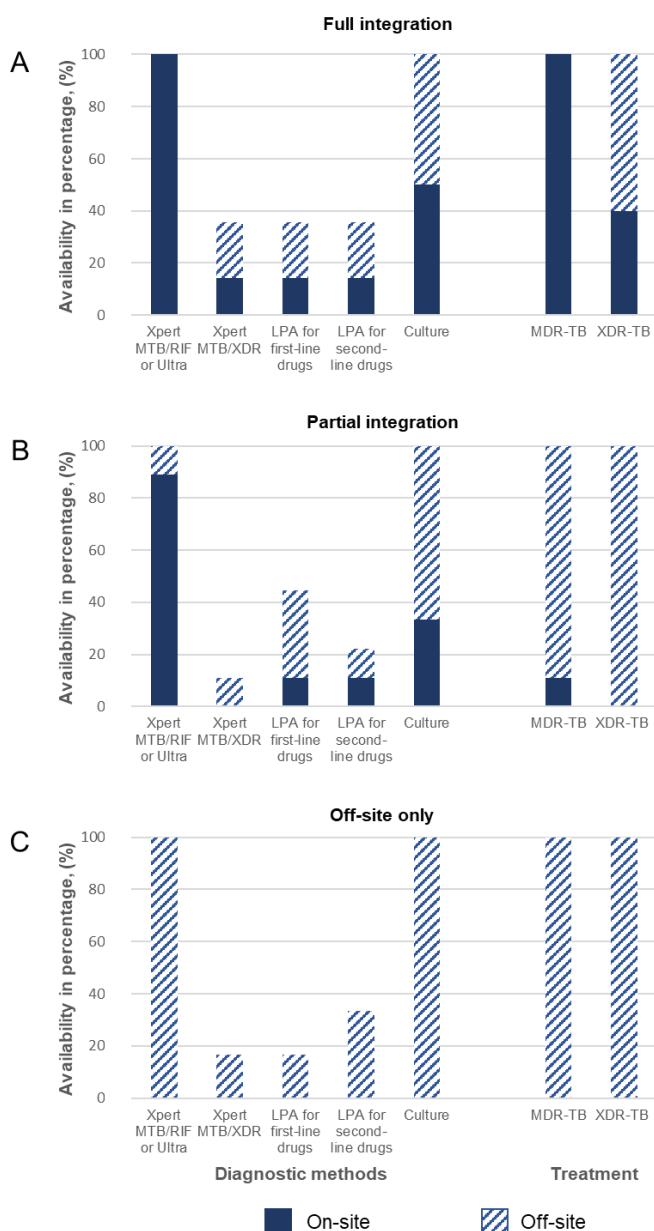 Full integration
A
Availability in percentage, (%)
100
80
60
40
20
0
Xpert
MTB/RIF
or Ultra
Xpert
MTB/XDR
LPA for
first-line
drugs
LPA for
second-
line drugs
Culture
MDR-TB
XDR-TB
Partial integration
B
Availability in percentage, (%)
100
80
60
40
20
0
Xpert
MTB/RIF
or Ultra
Xpert
MTB/XDR
LPA for
first-line
drugs
LPA for
second-
line drugs
Culture
MDR-TB
XDR-TB
Off-site only
C
Availability in percentage, (%)
100
80
60
40
20
0
Xpert
MTB/RIF
or Ultra
Xpert
MTB/XDR
LPA for
first-line
drugs
LPA for
second-
line drugs
Culture
MDR-TB
XDR-TB
Diagnostic methods
Treatment
On-site
Off-site